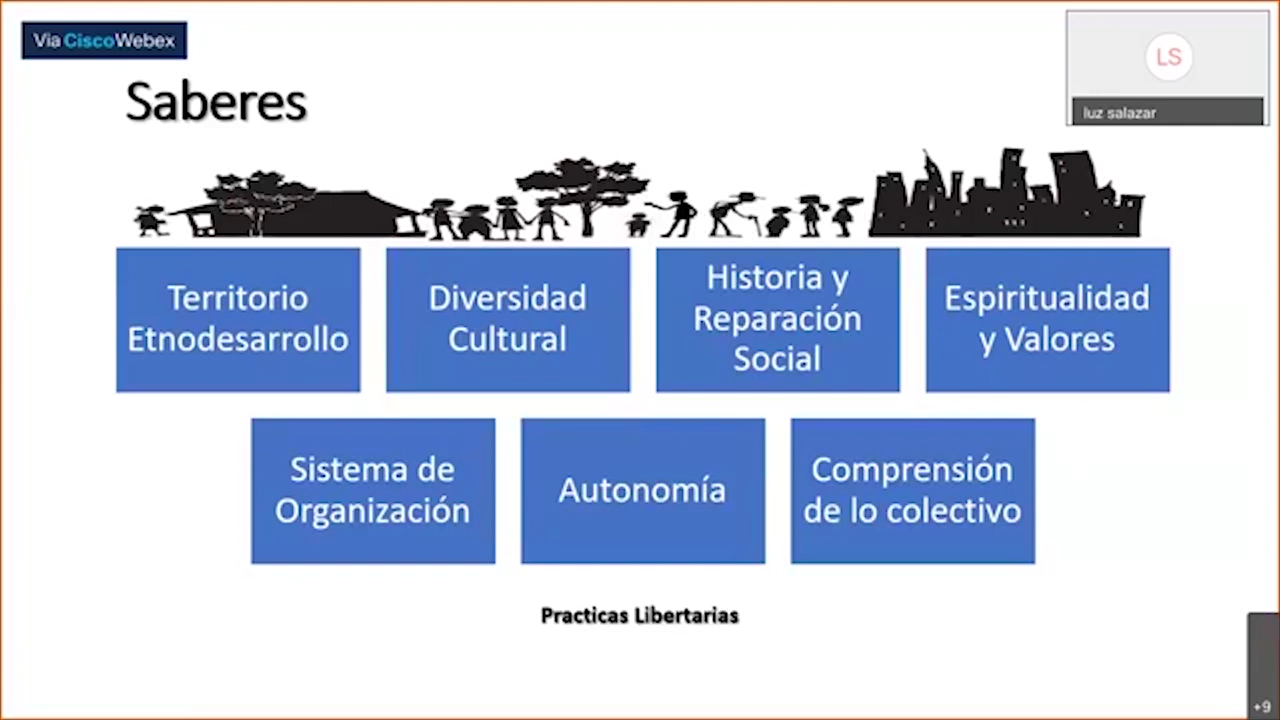 Via CiscoWebex
LS
luz salazar
Saberes
Territorio
Etnodesarrollo
Diversidad
Cultural
Historia y
Reparación
Social
Espiritualidad
y Valores
Sistema de
Organización
Autonomía
Comprensión
de lo colectivo
Practicas Libertarias
+9